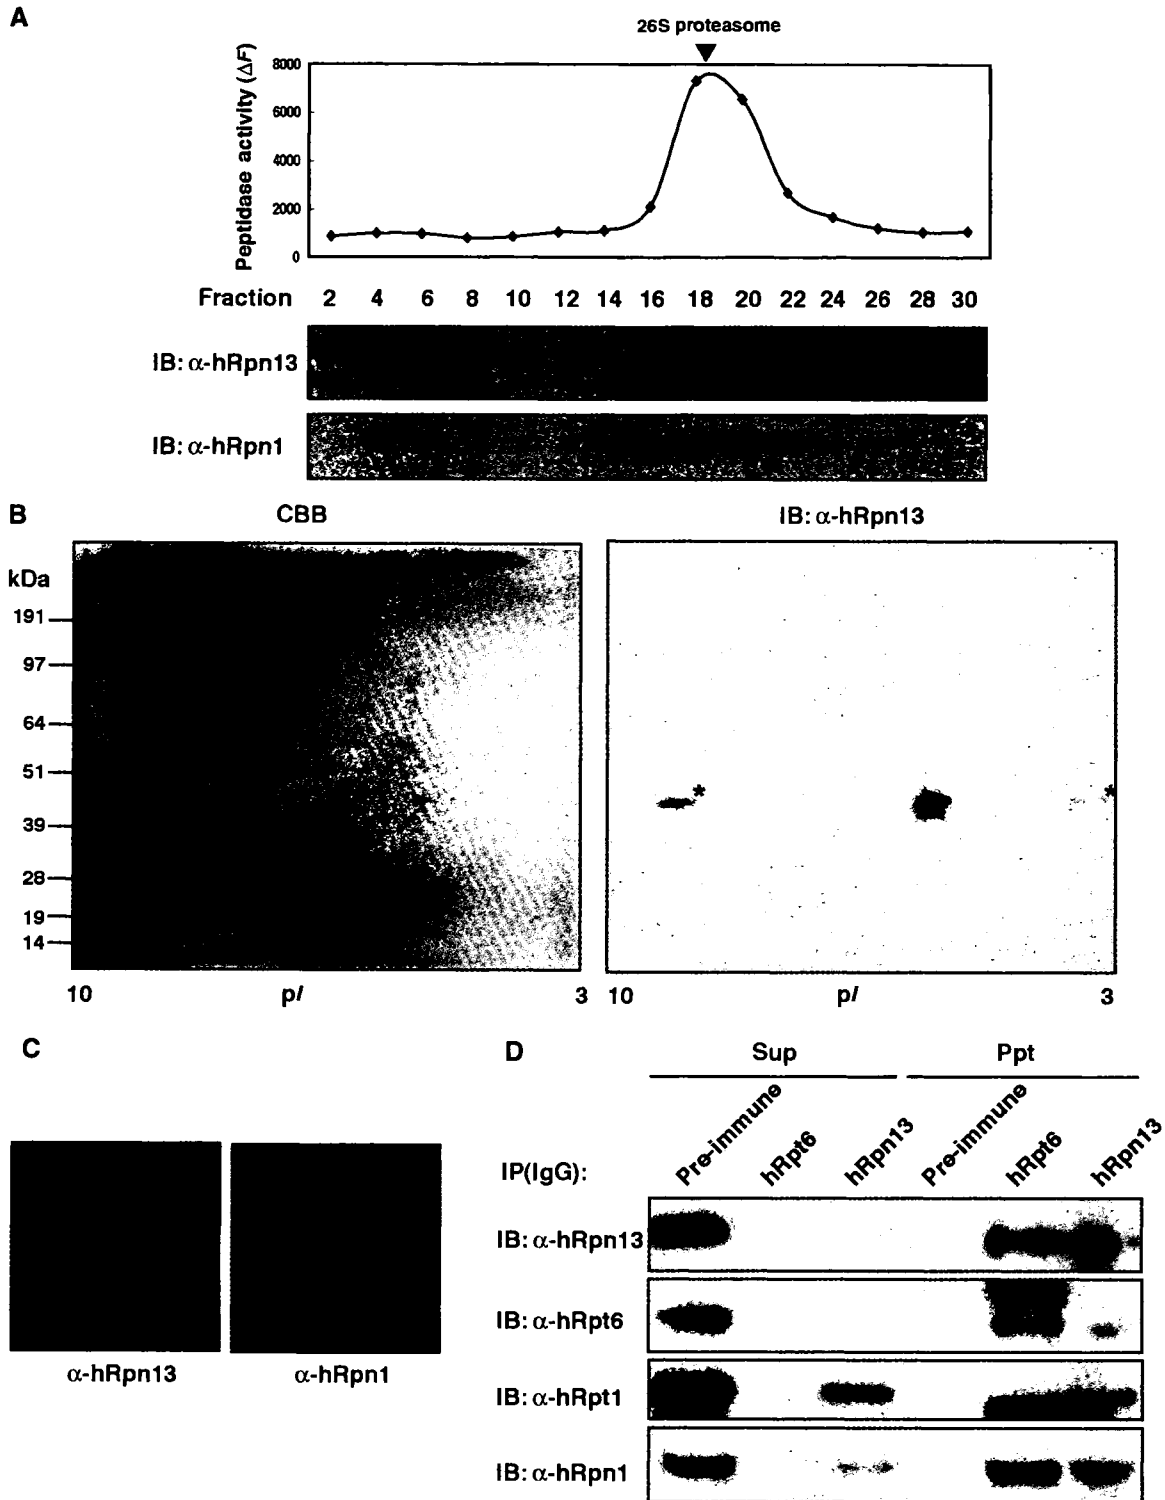 A
26S proteasome
Peptidase activity (ΔF)
8000
6000
4000
2000
0
Fraction 2 4 6 8 10 12 14 16 18 20 22 24 26 28 30
IB: α-hRpn13
IB: α-hRpn1
B
CBB
IB: α-hRpn13
kDa
191
97
64
51
39
28
19
14
* *
10 pI 3
10 pI 3
C
α-hRpn13
α-hRpn1
D
Sup Ppt
IP(IgG): Pre-immune hRpt6 hRpn13 Pre-immune hRpt6 hRpn13
IB: α-hRpn13
IB: α-hRpt6
IB: α-hRpt1
IB: α-hRpn1